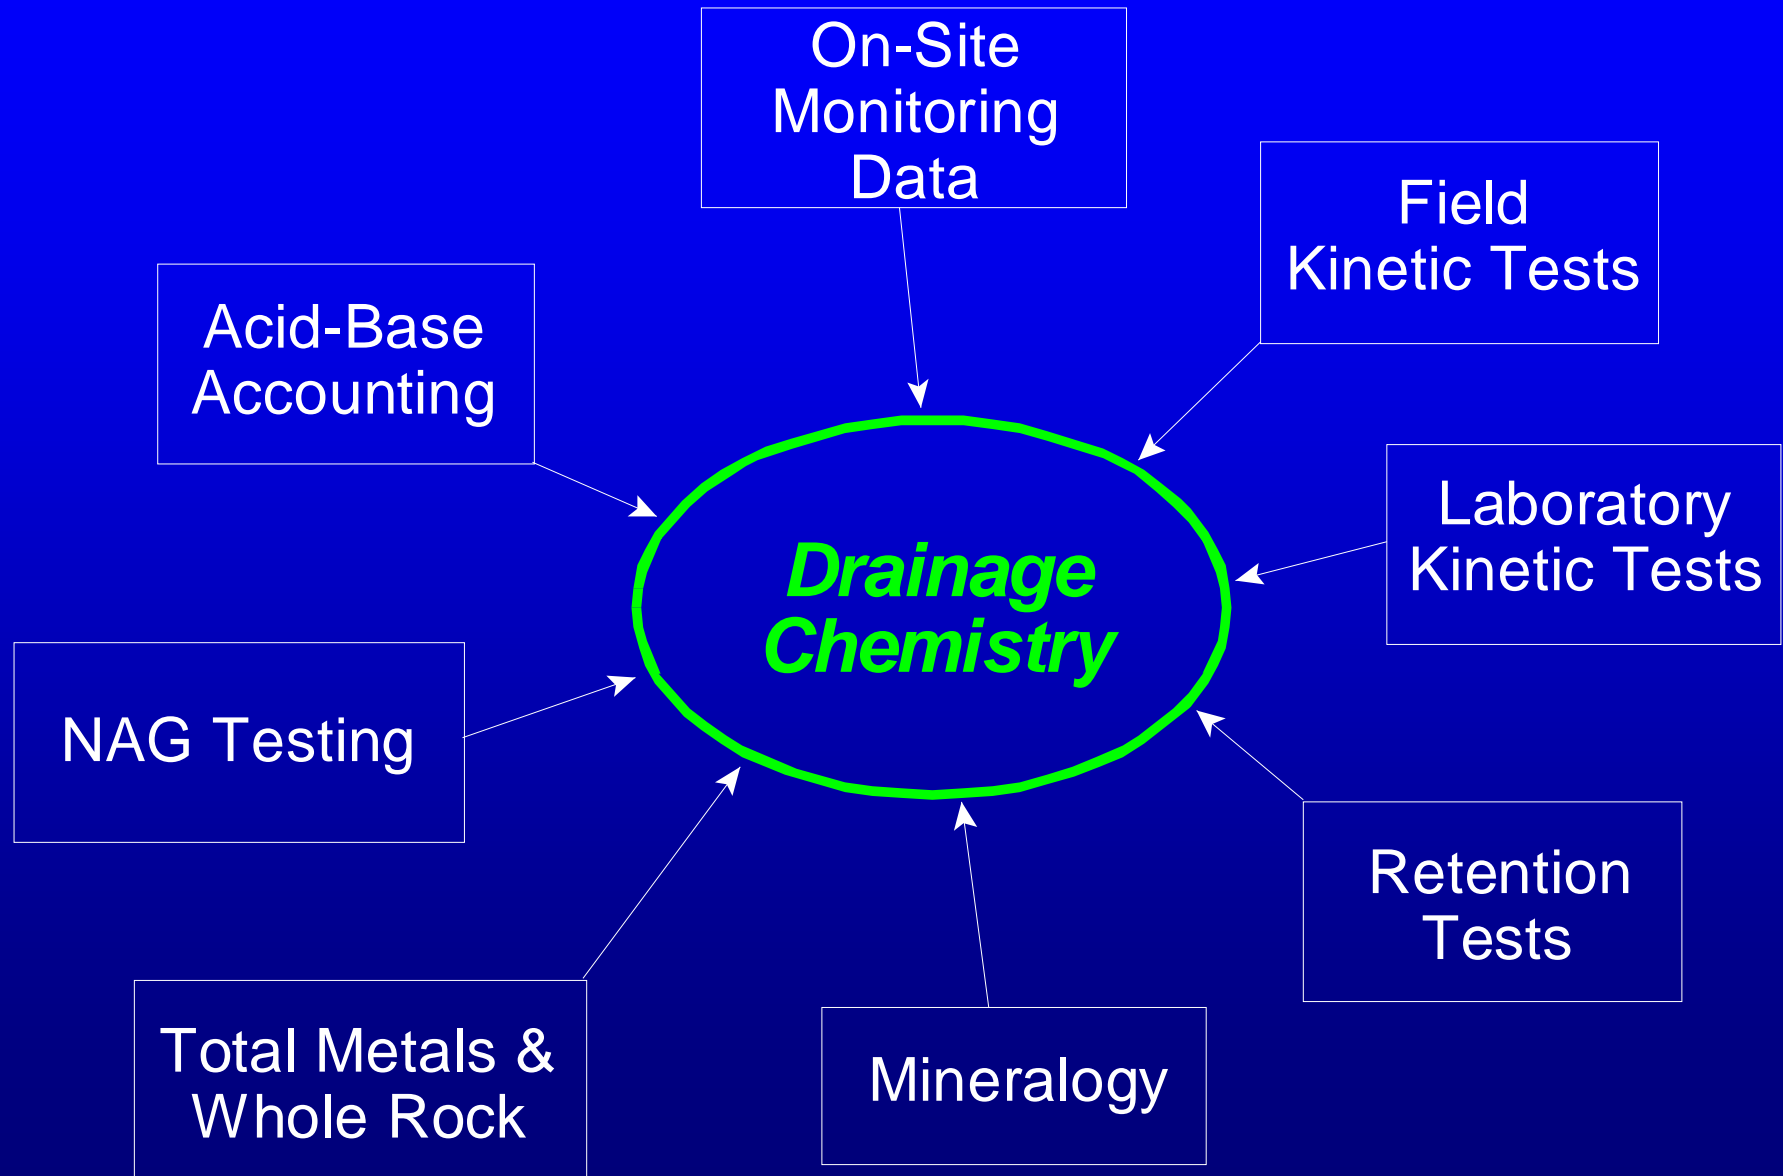 On-Site
Monitoring
Data
Field
Kinetic Tests
Acid-Base
Accounting
Laboratory
Kinetic Tests
Drainage
Chemistry
NAG Testing
Retention
Tests
Total Metals &
Whole Rock
Mineralogy